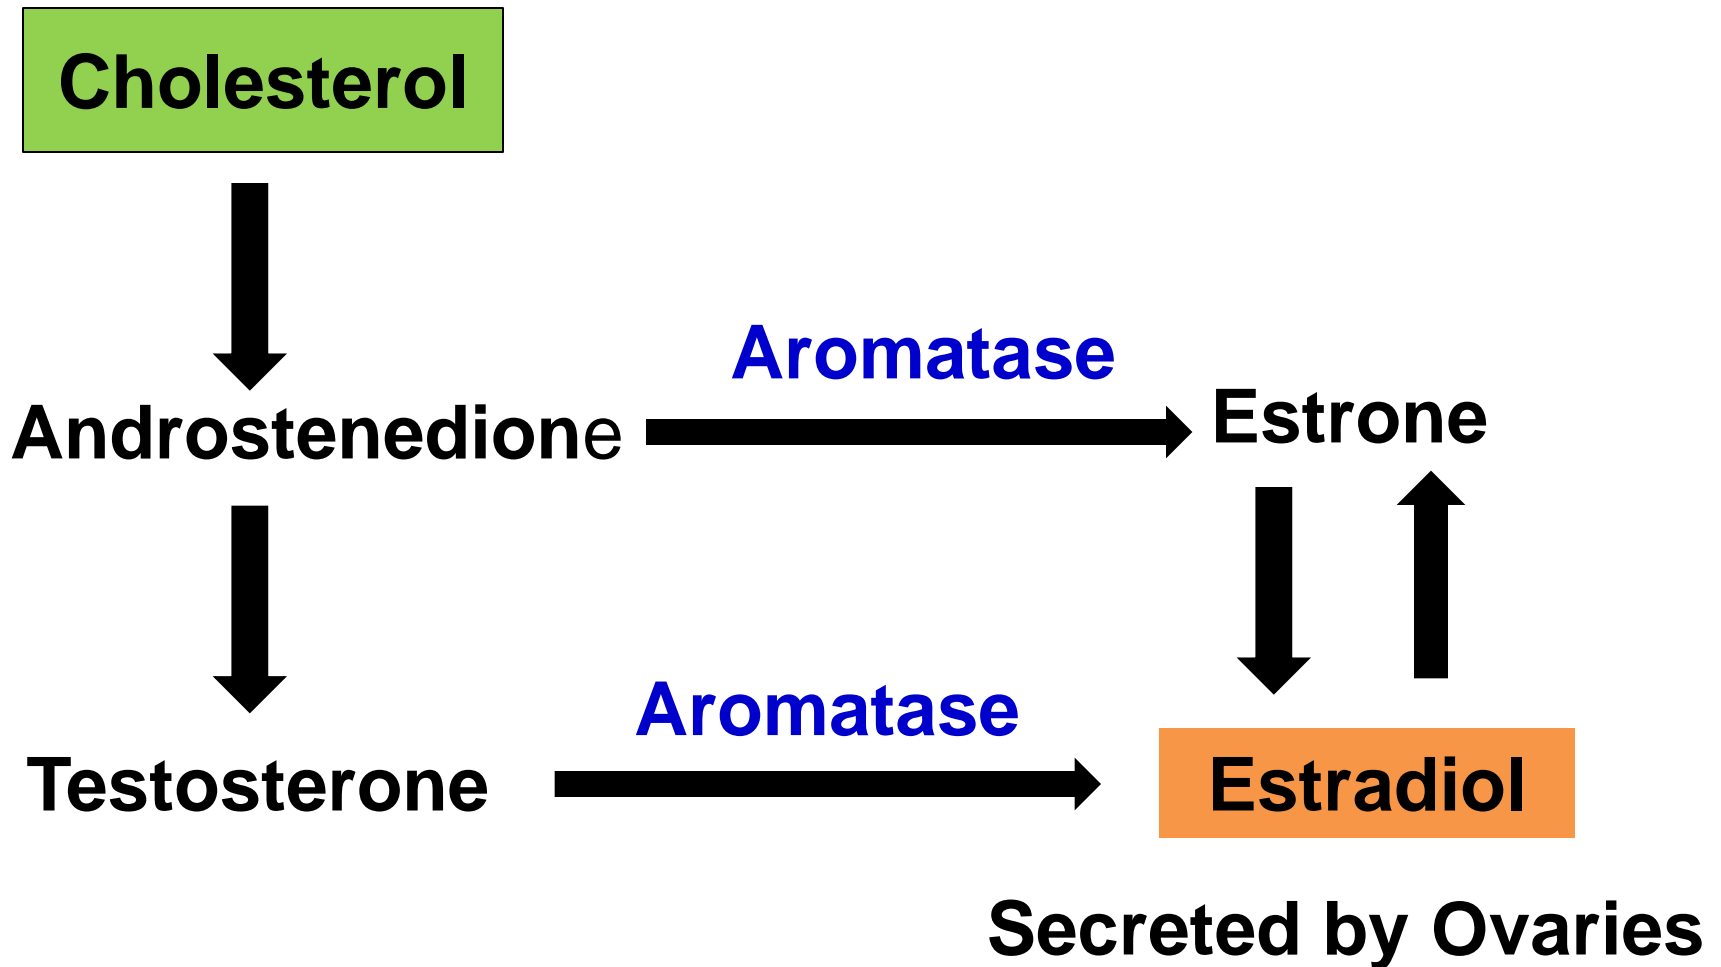 Cholesterol
Aromatase
Androstenedione
Estrone
Aromatase
Testosterone
Estradiol
Secreted by Ovaries